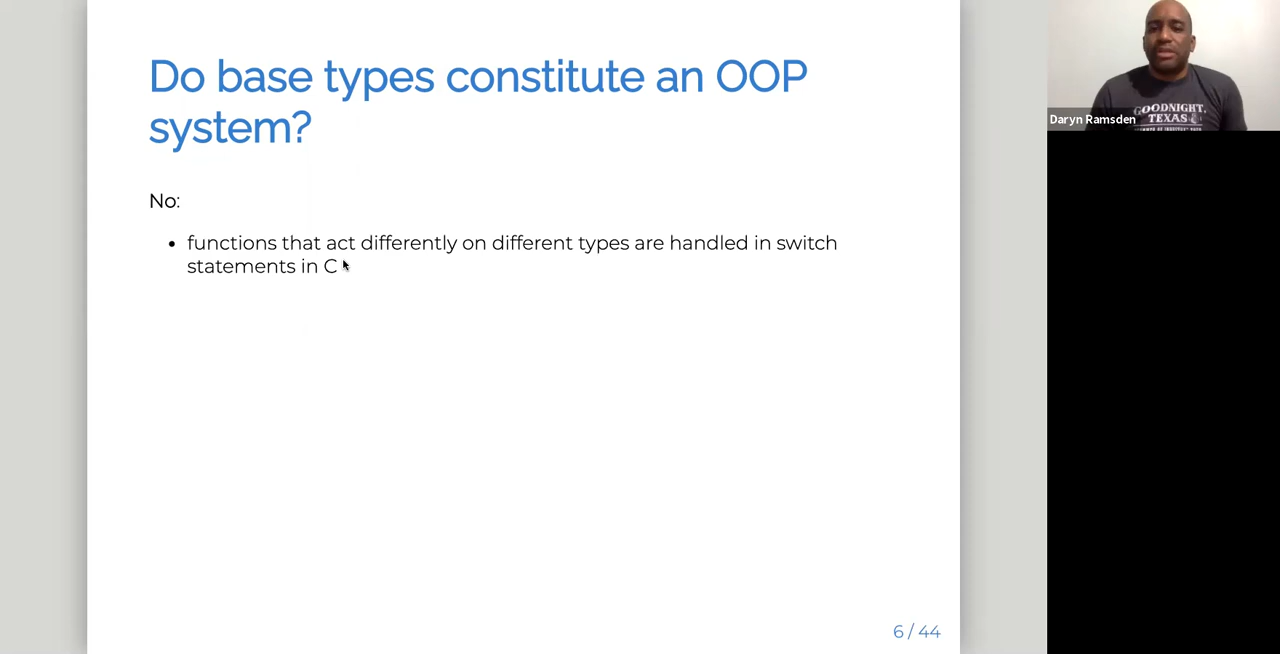 Do base types constitute an OOP
system?
No:
• functions that act differently on different types are handled in switch
statements in C
6 / 44
GOODNIGHT,
TEXAS
Daryn Ramsden